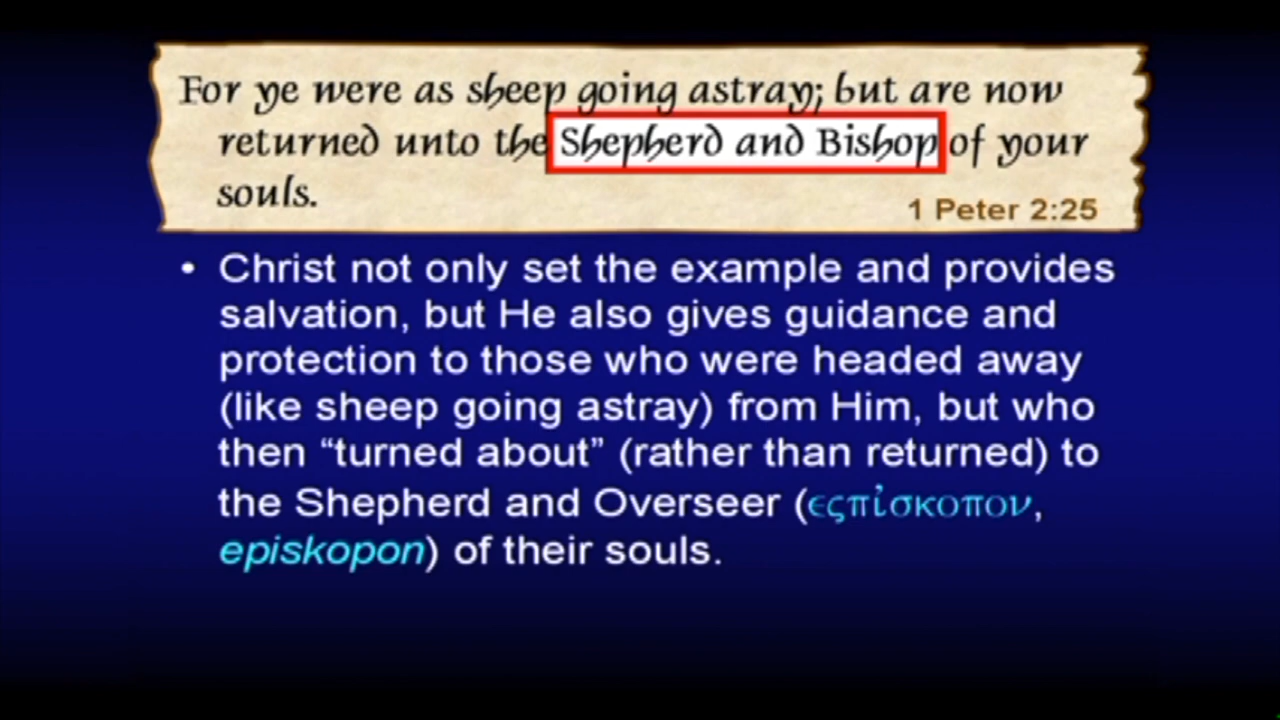 For ye were as sheep going astray; but are now
returned unto the Shepherd and Bishop of your
souls.
1 Peter 2:25
• Christ not only set the example and provides
salvation, but He also gives guidance and
protection to those who were headed away
(like sheep going astray) from Him, but who
then “turned about” (rather than returned) to
the Shepherd and Overseer (εςπἰσκοπον,
episkopon) of their souls.